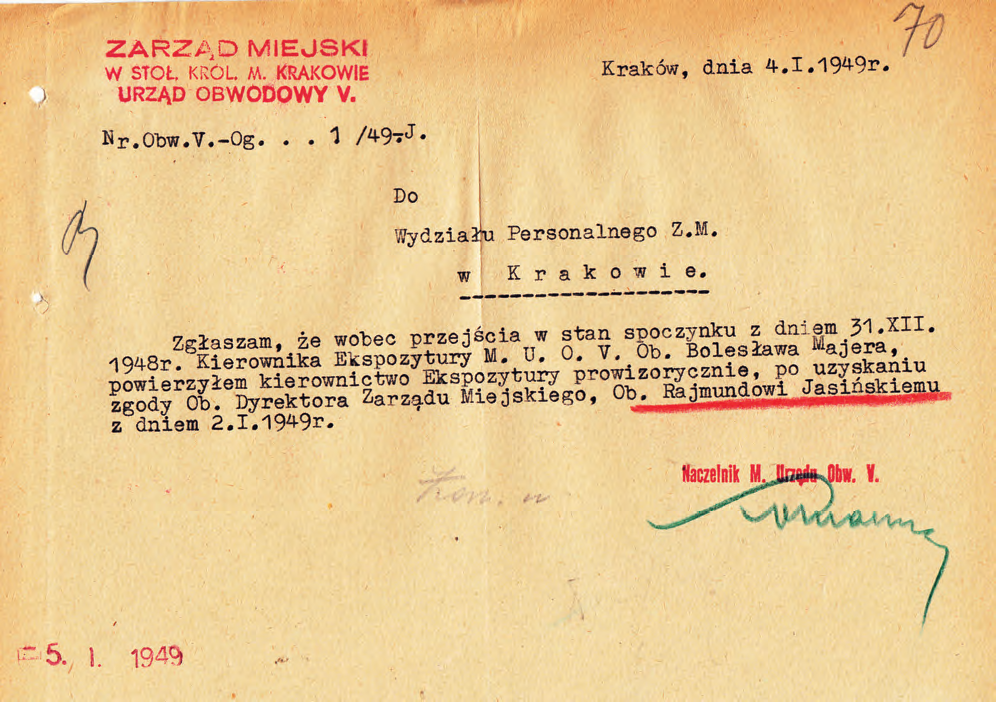 70
ZARZĄD MIEJSKI
W STOŁ. KRÓL. M. KRAKOWIE
URZĄD OBWODOWY V.
Kraków, dnia 4.I.1949r.
Nr.Obw.V.-Og. . . 1 /49-J.
Do
Wydziału Personalnego Z.M.
w Krakowie.
Zgłaszam, że wobec przejścia w stan spoczynku z dniem 31.XII.
1948r. Kierownika Ekspozytury M. U. O. V. Ob. Bolesława Majera,
powierzyłem kierownictwo Ekspozytury prowizorycznie, po uzyskaniu
zgody Ob. Dyrektora Zarządu Miejskiego, Ob. Rajmundowi Jasińskiemu
z dniem 2.I.1949r.
Naczelnik M. Urzędu Obw. V.
5. I. 1949